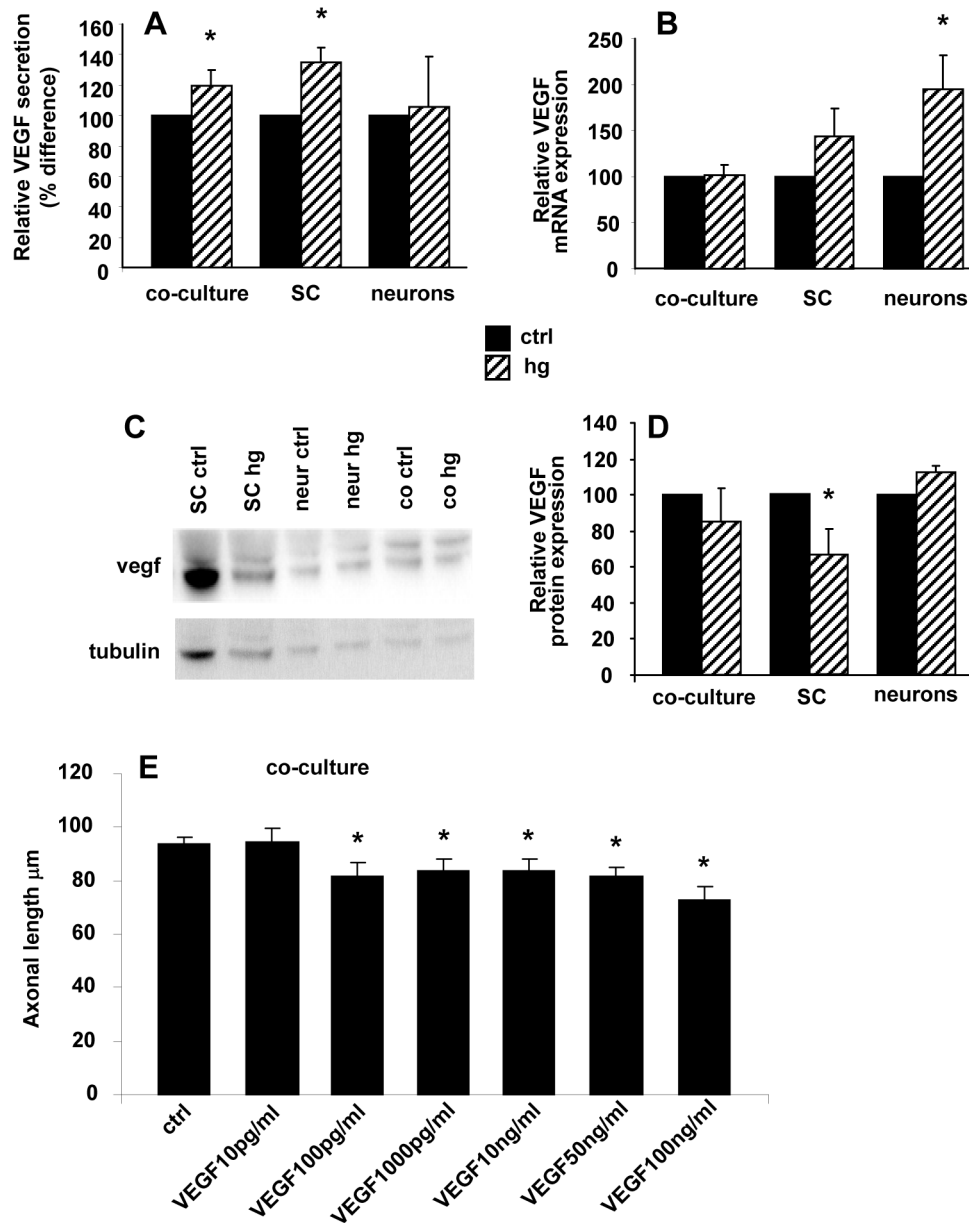 A
Relative VEGF secretion
(% difference)
160
140
120
100
80
60
40
20
0
*
*
co-culture
SC
neurons
B
Relative VEGF
mRNA expression
250
200
150
100
50
0
*
co-culture
SC
neurons
ctrl
hg
C
SC ctrl
SC hg
neur ctrl
neur hg
co ctrl
co hg
vegf
tubulin
D
Relative VEGF
protein expression
140
120
100
80
60
40
20
0
*
co-culture
SC
neurons
E
co-culture
Axonal length μm
120
100
80
60
40
20
0
*
*
*
*
*
ctrl
VEGF10pg/ml
VEGF100pg/ml
VEGF1000pg/ml
VEGF10ng/ml
VEGF50ng/ml
VEGF100ng/ml